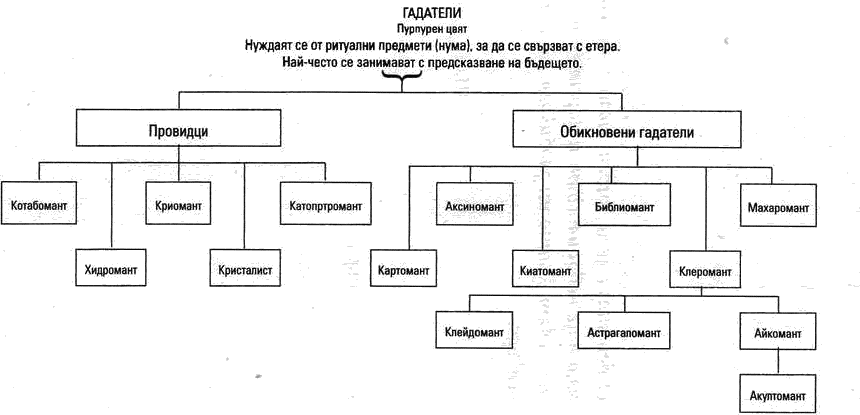 ГАДАТЕЛИ
Пурпурен цвят
Нуждаят се от ритуални предмети (нума), за да се свързват с етера.
Най-често се занимават с предсказване на бъдещето.
Провидци
Обикновени гадатели
Котабомант
Криомант
Катопртромант
Аксиномант
Библиомант
Махаромант
Хидромант
Кристалист
Картомант
Киатомант
Клеромант
Клейдомант
Астрагаломант
Айкомант
Акултомант